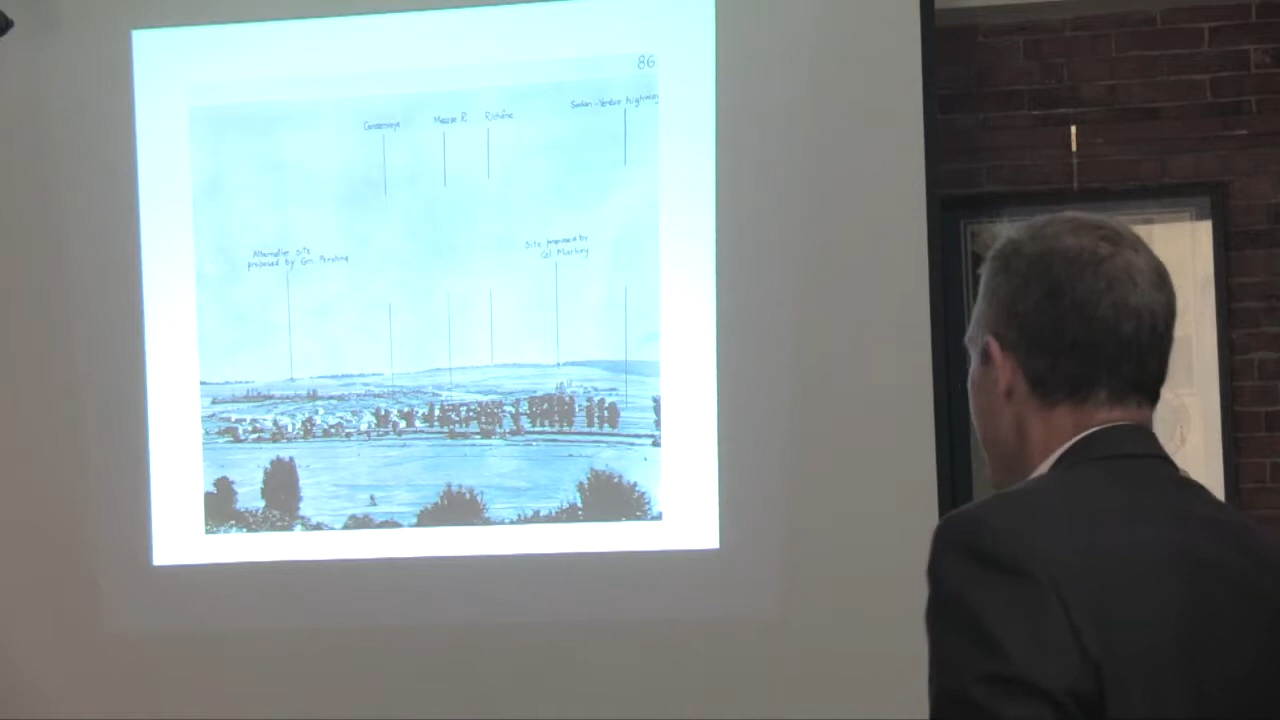 86
Consenvoye
Meuse R.
Richêne
Sedan-Verdun highway
Alternative site
proposed by Gen. Pershing
Site proposed by
Col. Markey